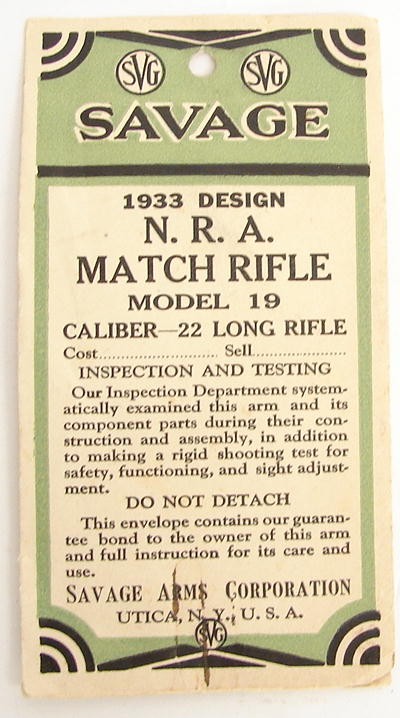 SVG SVG
SAVAGE
1933 DESIGN
N. R. A.
MATCH RIFLE
MODEL 19
CALIBER—22 LONG RIFLE
Cost.............................. Sell........................
INSPECTION AND TESTING
Our Inspection Department system-
atically examined this arm and its
component parts during their con-
struction and assembly, in addition
to making a rigid shooting test for
safety, functioning, and sight adjust-
ment.
DO NOT DETACH
This envelope contains our guaran-
tee bond to the owner of this arm
and full instruction for its care and
use.
SAVAGE ARMS CORPORATION
UTICA, N. Y., U. S. A.
SVG